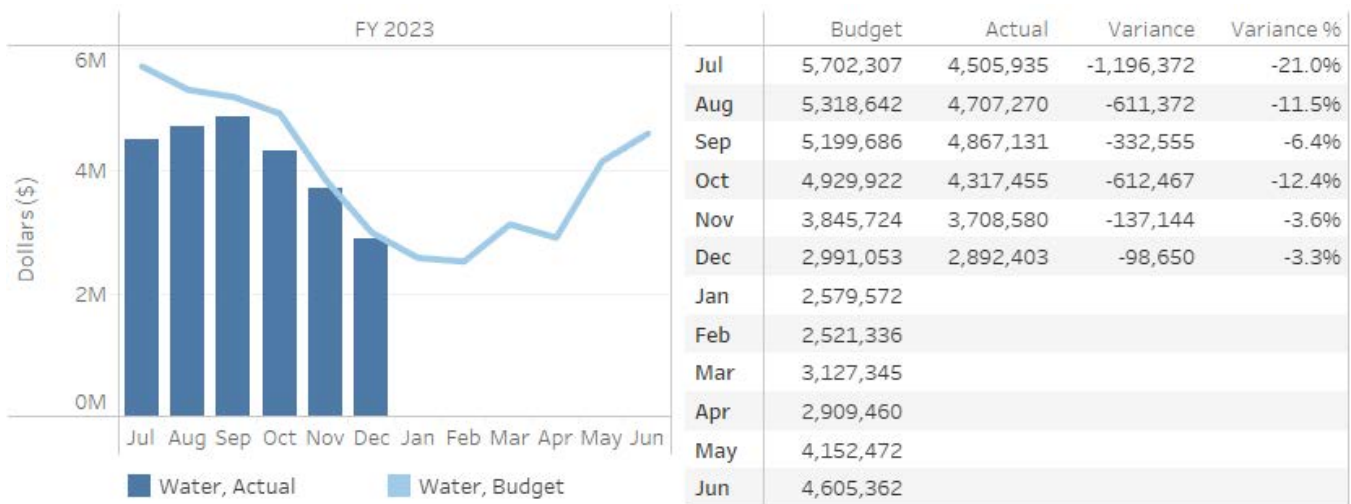 FY 2023
6M
4M
2M
0M
Dollars ($)
Jul Aug Sep Oct Nov Dec Jan Feb Mar Apr May Jun
Water, Actual Water, Budget
Budget Actual Variance Variance %
Jul 5,702,307 4,505,935 -1,196,372 -21.0%
Aug 5,318,642 4,707,270 -611,372 -11.5%
Sep 5,199,686 4,867,131 -332,555 -6.4%
Oct 4,929,922 4,317,455 -612,467 -12.4%
Nov 3,845,724 3,708,580 -137,144 -3.6%
Dec 2,991,053 2,892,403 -98,650 -3.3%
Jan 2,579,572
Feb 2,521,336
Mar 3,127,345
Apr 2,909,460
May 4,152,472
Jun 4,605,362